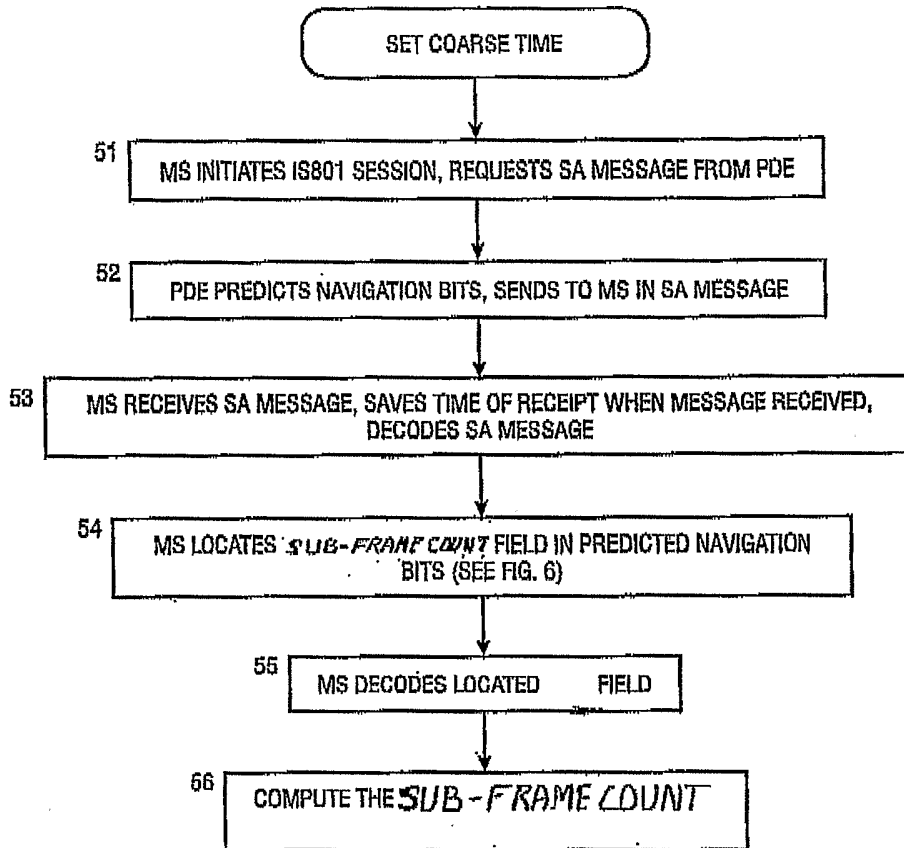 SET COARSE TIME
51
MS INITIATES IS801 SESSION, REQUESTS SA MESSAGE FROM PDE
52
PDE PREDICTS NAVIGATION BITS, SENDS TO MS IN SA MESSAGE
53
MS RECEIVES SA MESSAGE, SAVES TIME OF RECEIPT WHEN MESSAGE RECEIVED,
DECODES SA MESSAGE
54
MS LOCATES SUB-FRAME COUNT FIELD IN PREDICTED NAVIGATION
BITS (SEE FIG. 6)
55
MS DECODES LOCATED FIELD
56
COMPUTE THE SUB-FRAME COUNT